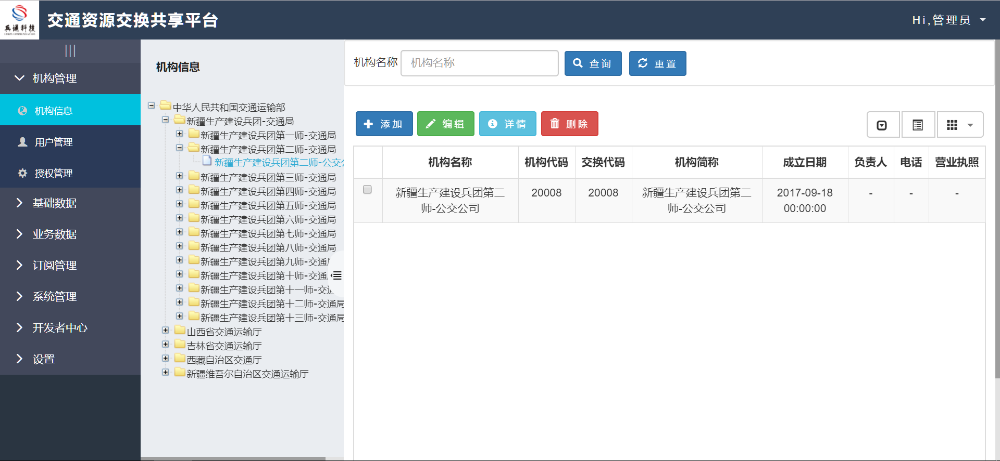 兵通科技
交通资源交换共享平台
Hi,管理员
机构管理
机构信息
用户管理
授权管理
基础数据
业务数据
订阅管理
系统管理
开发者中心
设置
机构信息
中华人民共和国交通运输部
新疆生产建设兵团-交通局
新疆生产建设兵团第一师-交通局
新疆生产建设兵团第二师-交通局
新疆生产建设兵团第二师-公交
新疆生产建设兵团第三师-交通局
新疆生产建设兵团第四师-交通局
新疆生产建设兵团第五师-交通局
新疆生产建设兵团第六师-交通局
新疆生产建设兵团第七师-交通局
新疆生产建设兵团第八师-交通局
新疆生产建设兵团第九师-交通
新疆生产建设兵团第十师-交通
新疆生产建设兵团第十一师-交
新疆生产建设兵团第十二师-交通局
新疆生产建设兵团第十三师-交通局
山西省交通运输厅
吉林省交通运输厅
西藏自治区交通厅
新疆维吾尔自治区交通运输厅
机构名称 机构名称 查询 重置
添加 编辑 详情 删除
机构名称 机构代码 交换代码 机构简称 成立日期 负责人 电话 营业执照
新疆生产建设兵团第二 20008 20008 新疆生产建设兵团第二 2017-09-18 - - -
师-公交公司 师-公交公司 00:00:00